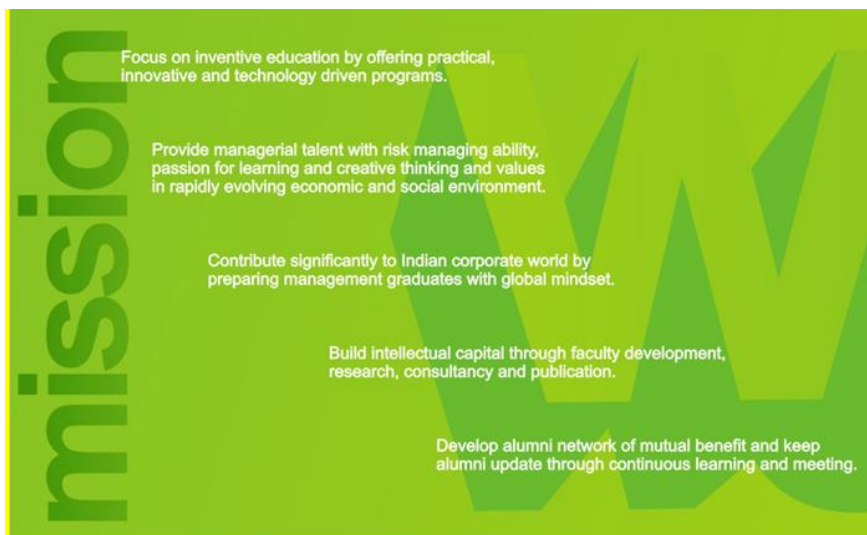 mission
Focus on inventive education by offering practical,
innovative and technology driven programs.
Provide managerial talent with risk managing ability,
passion for learning and creative thinking and values
in rapidly evolving economic and social environment.
Contribute significantly to Indian corporate world by
preparing management graduates with global mindset.
Build intellectual capital through faculty development,
research, consultancy and publication.
Develop alumni network of mutual benefit and keep
alumni update through continuous learning and meeting.